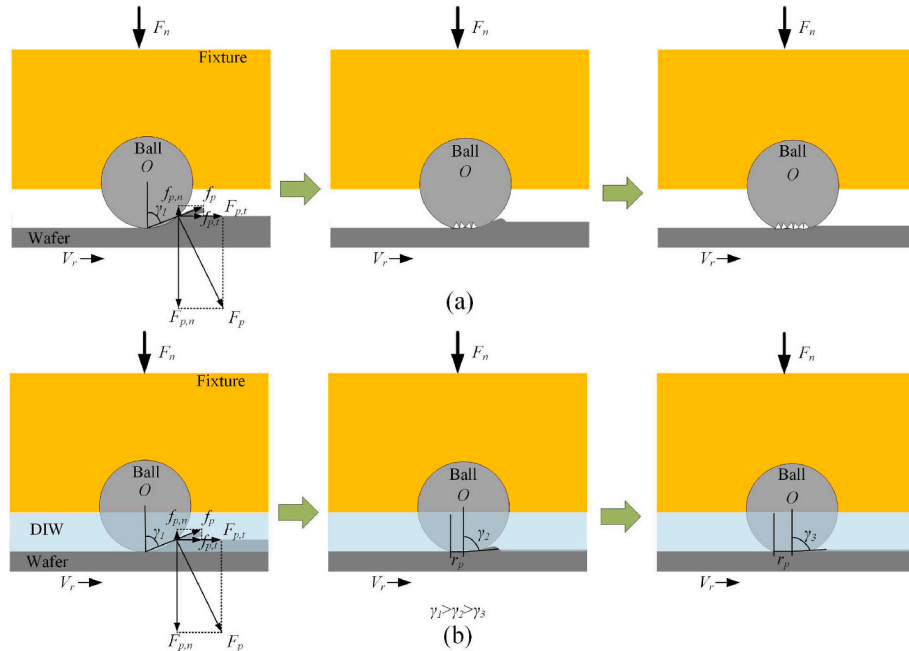 Fn Fn Fn
Fixture
Ball Ball Ball
O O O
fp,n fp Fp,t
γ1 fp,t
Wafer
Vr Vr Vr
(a)
Fp,n Fp
Fn Fn Fn
Fixture
Ball Ball Ball
O O O
DIW fp,n fp Fp,t
γ1 fp,t γ2 γ3
Wafer rp rp
Vr Vr Vr
γ1>γ2>γ3
Fp,n Fp (b)